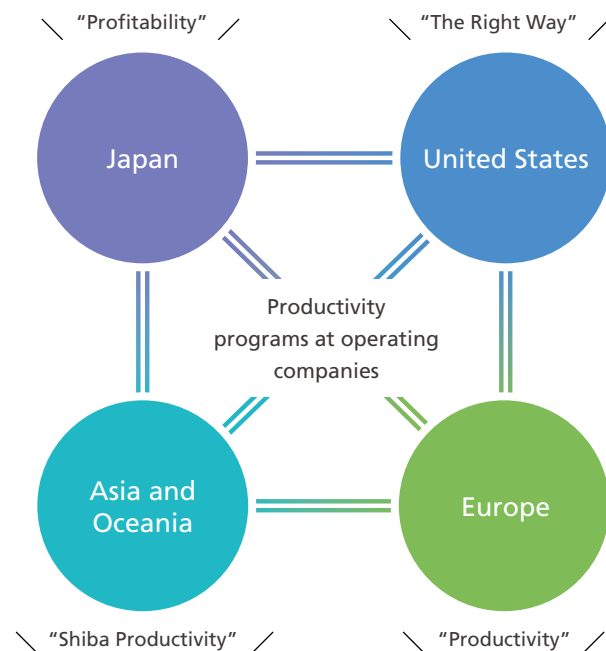 “Profitability”
“The Right Way”
Japan
United States
Productivity
programs at operating
companies
Asia and
Oceania
Europe
“Shiba Productivity”
“Productivity”